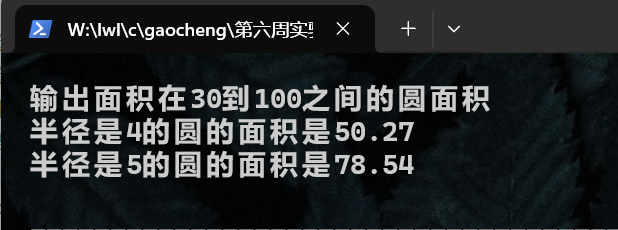 W:\lwl\c\gaocheng\第六周实验
输出面积在30到100之间的圆面积
半径是4的圆的面积是50.27
半径是5的圆的面积是78.54